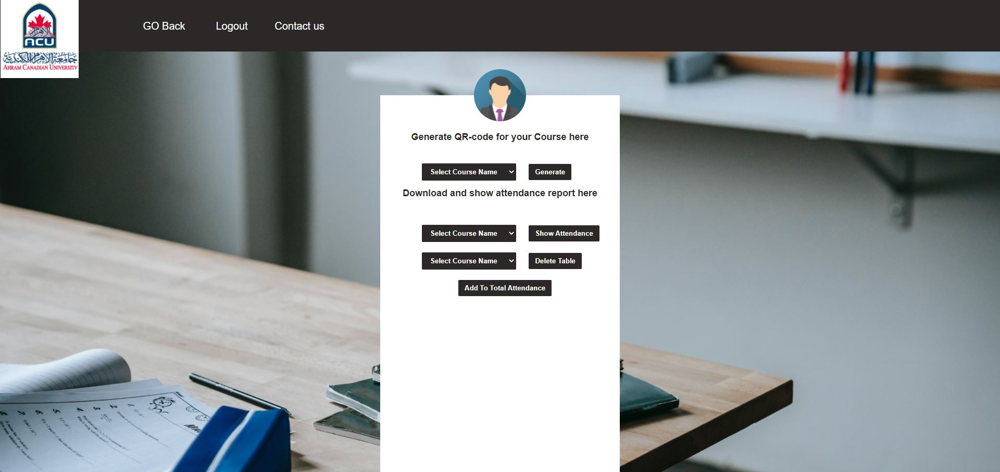 الاهرام
ACU
جامعة الاهرام الكندية
AHRAM CANADIAN UNIVERSITY
GO Back
Logout
Contact us
Generate QR-code for your Course here
Select Course Name
Generate
Download and show attendance report here
Select Course Name
Show Attendance
Select Course Name
Delete Table
Add To Total Attendance